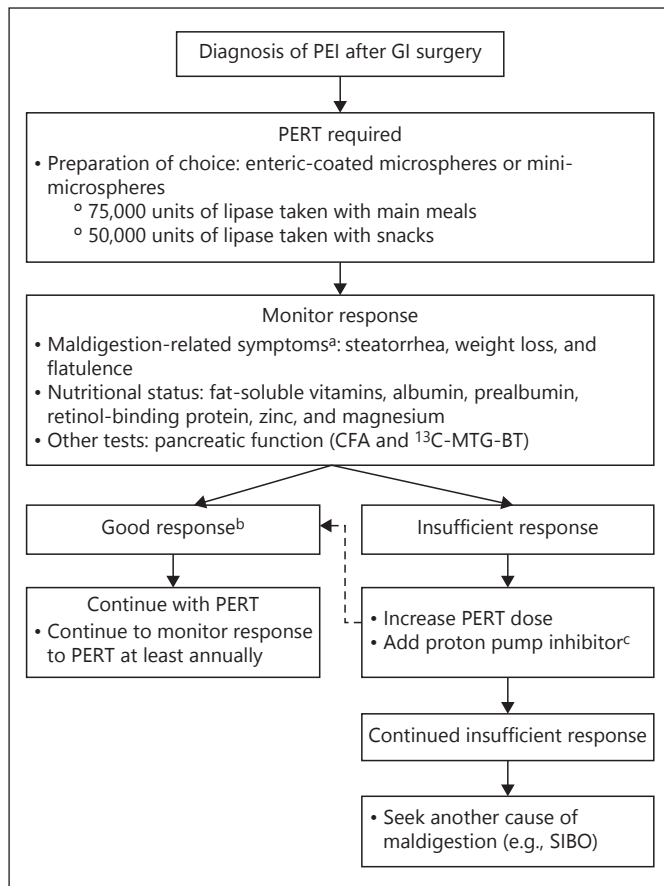 Diagnosis of PEI after GI surgery
PERT required
• Preparation of choice: enteric-coated microspheres or mini-
microspheres
º 75,000 units of lipase taken with main meals
º 50,000 units of lipase taken with snacks
Monitor response
• Maldigestion-related symptomsᵃ: steatorrhea, weight loss, and
flatulence
• Nutritional status: fat-soluble vitamins, albumin, prealbumin,
retinol-binding protein, zinc, and magnesium
• Other tests: pancreatic function (CFA and ¹³C-MTG-BT)
Good responseᵇ
Insufficient response
Continue with PERT
• Continue to monitor response
to PERT at least annually
• Increase PERT dose
• Add proton pump inhibitorᶜ
Continued insufficient response
• Seek another cause of
maldigestion (e.g., SIBO)